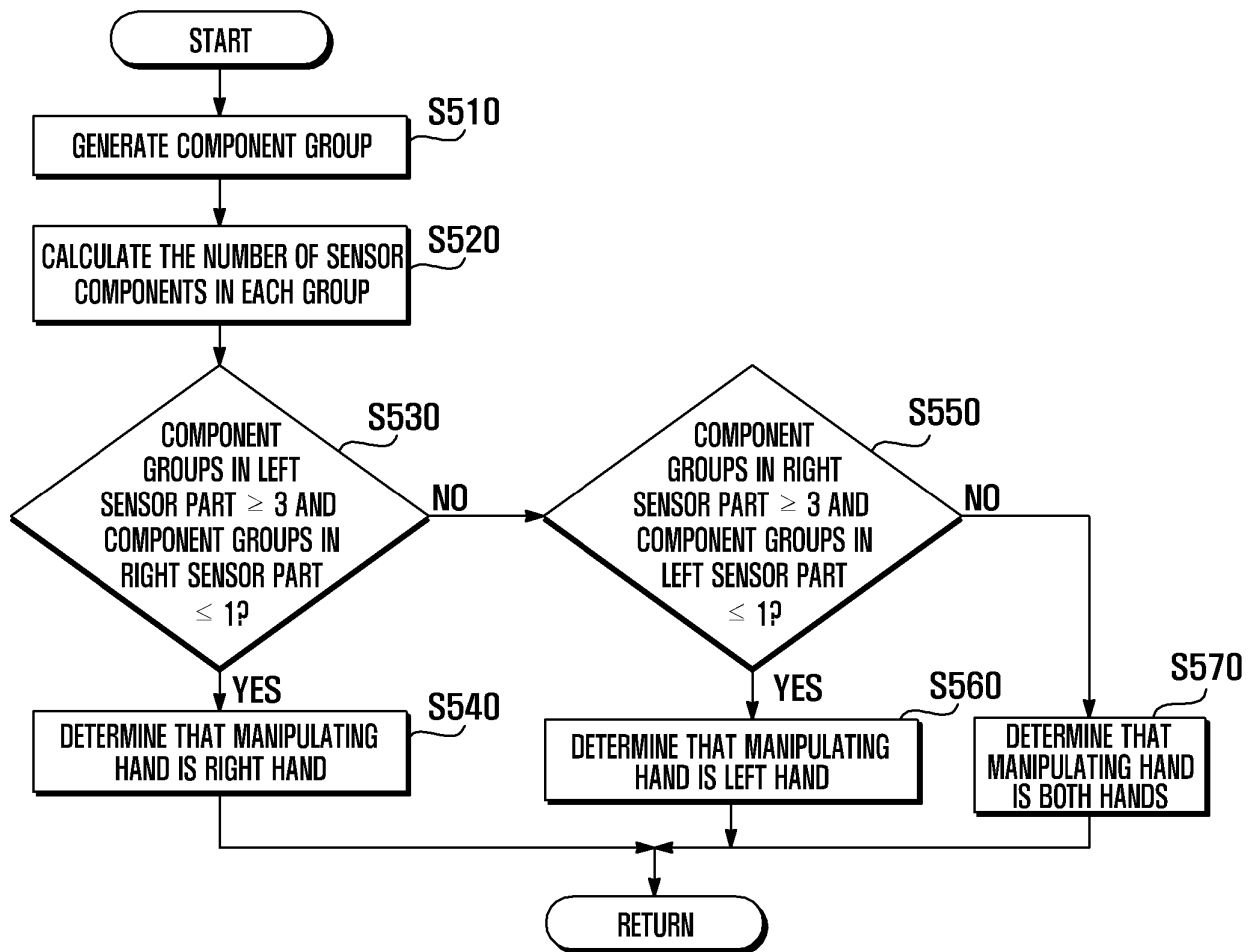 START
S510
GENERATE COMPONENT GROUP
S520
CALCULATE THE NUMBER OF SENSOR
COMPONENTS IN EACH GROUP
S530
COMPONENT
GROUPS IN LEFT
SENSOR PART ≥ 3 AND
COMPONENT GROUPS IN
RIGHT SENSOR PART
≤ 1?
NO
S550
COMPONENT
GROUPS IN RIGHT
SENSOR PART ≥ 3 AND
COMPONENT GROUPS IN
LEFT SENSOR PART
≤ 1?
NO
YES
S540
DETERMINE THAT MANIPULATING
HAND IS RIGHT HAND
YES
S560
DETERMINE THAT MANIPULATING
HAND IS LEFT HAND
S570
DETERMINE THAT
MANIPULATING HAND
IS BOTH HANDS
RETURN